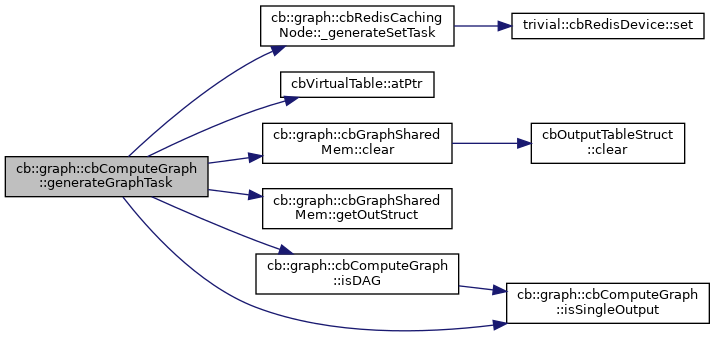 cb::graph::cbRedisCaching
Node::_generateSetTask
trivial::cbRedisDevice::set
cbVirtualTable::atPtr
cb::graph::cbGraphShared
Mem::clear
cbOutputTableStruct
::clear
cb::graph::cbComputeGraph
::generateGraphTask
cb::graph::cbGraphShared
Mem::getOutStruct
cb::graph::cbComputeGraph
::isDAG
cb::graph::cbComputeGraph
::isSingleOutput